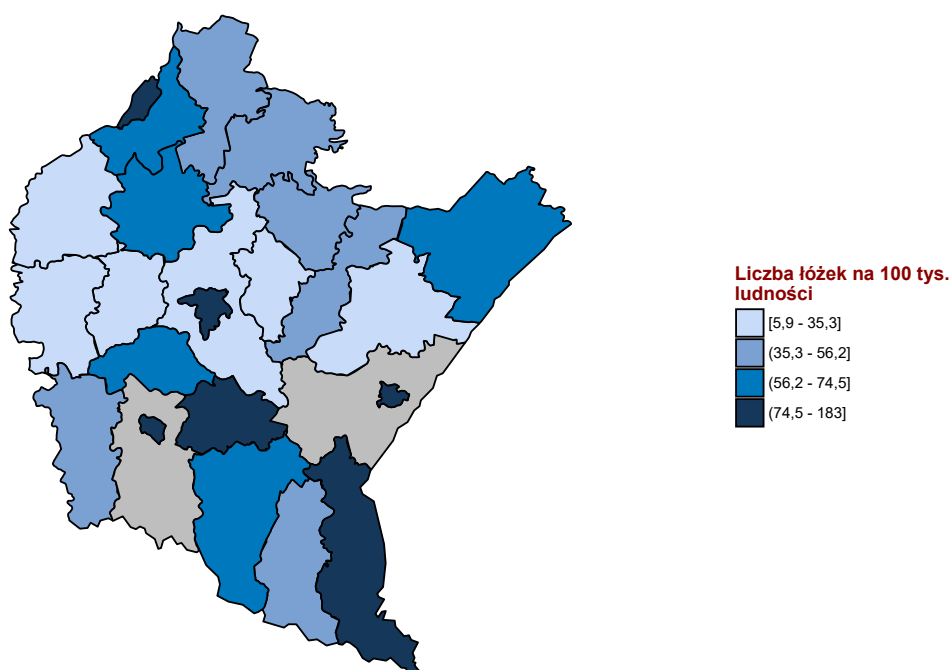 Liczba łóżek na 100 tys.
ludności
[5,9 - 35,3]
(35,3 - 56,2]
(56,2 - 74,5]
(74,5 - 183]